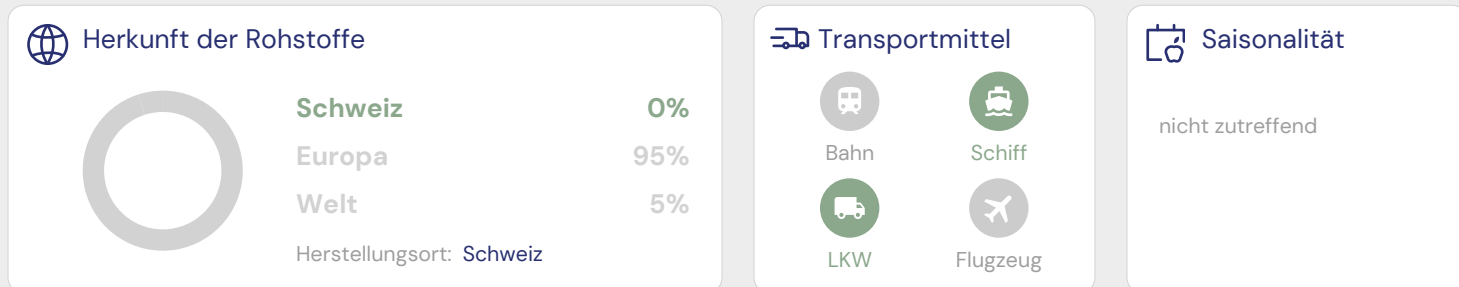 Herkunft der Rohstoffe
Schweiz 0%
Europa 95%
Welt 5%
Herstellungsort: Schweiz
Transportmittel
Bahn Schiff
LKW Flugzeug
Saisonalität
nicht zutreffend